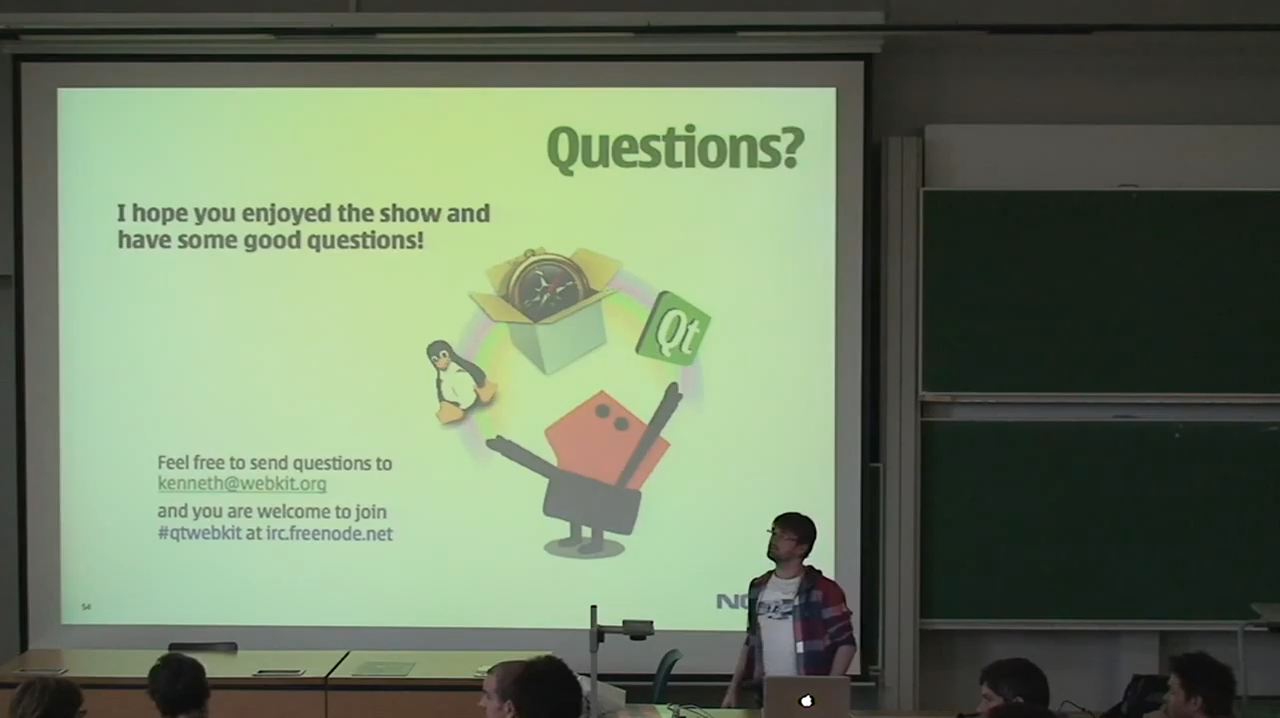 Questions?
I hope you enjoyed the show and
have some good questions!
Qt
Feel free to send questions to
kenneth@webkit.org
and you are welcome to join
#qtwebkit at irc.freenode.net
54